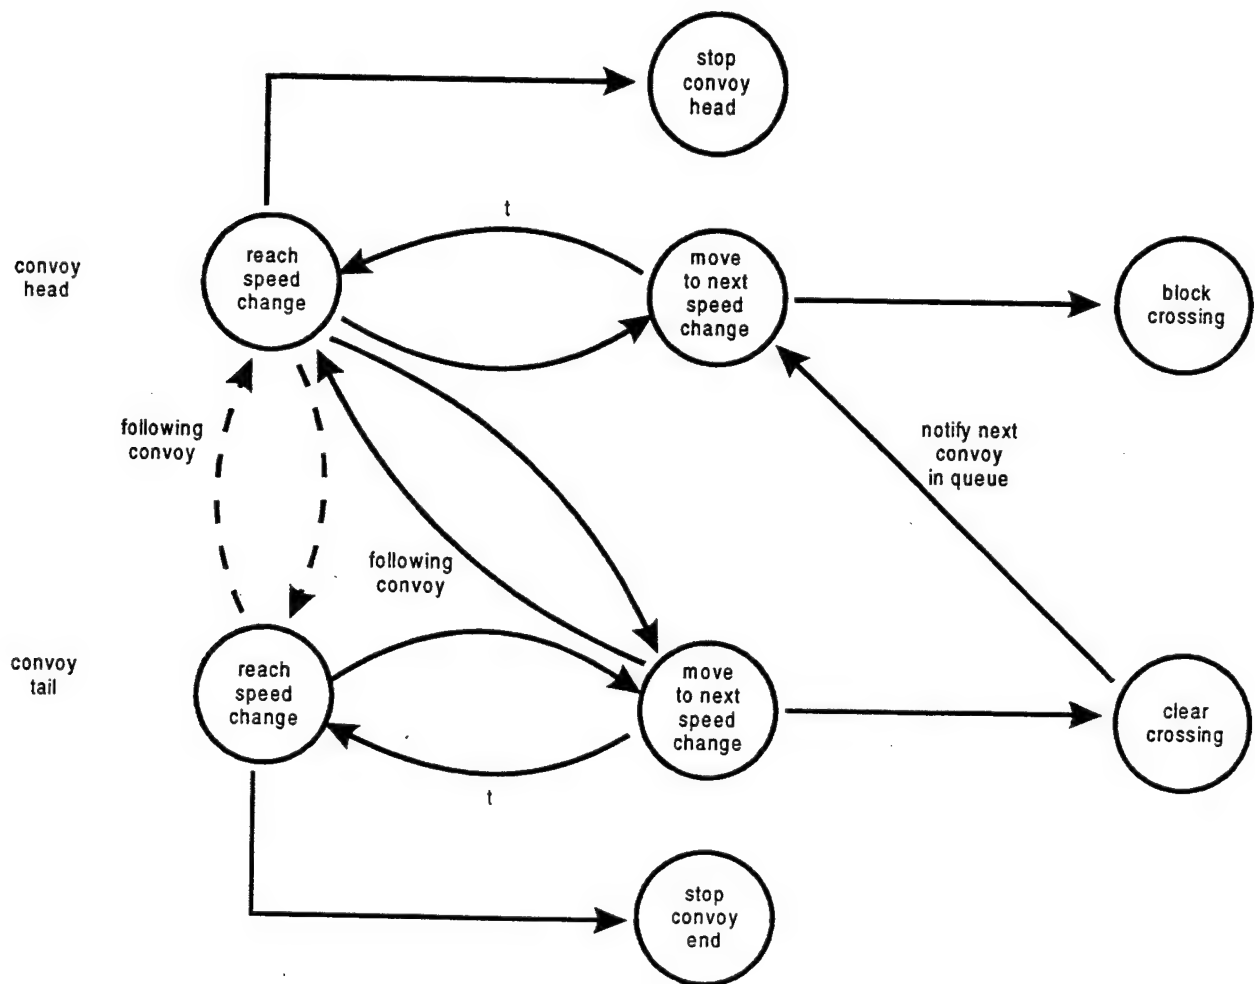 stop
convoy
head
t
convoy
head
reach
speed
change
move
to next
speed
change
block
crossing
following
convoy
notify next
convoy
in queue
following
convoy
convoy
tail
reach
speed
change
move
to next
speed
change
clear
crossing
t
stop
convoy
end